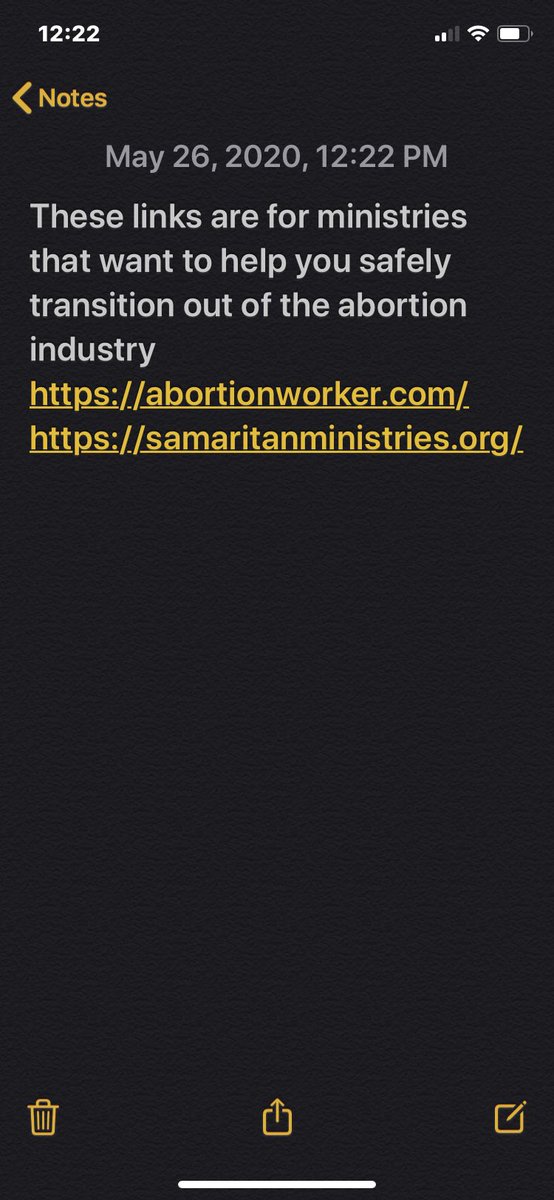 12:22
Notes
May 26, 2020, 12:22 PM
These links are for ministries
that want to help you safely
transition out of the abortion
industry
https://abortionworker.com/
https://samaritanministries.org/